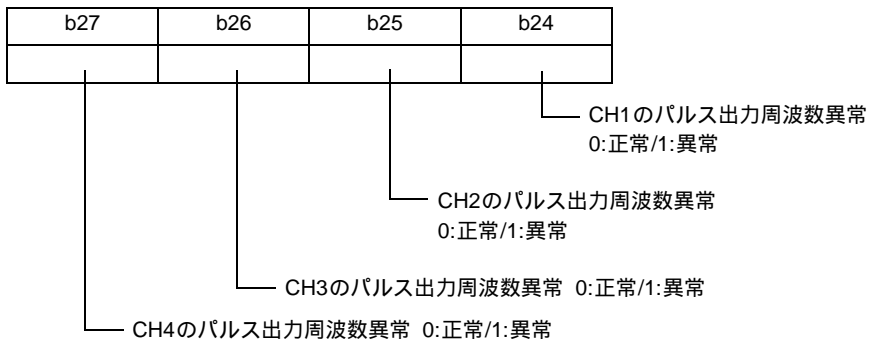 b27 b26 b25 b24
CH1のパルス出力周波数異常
0:正常/1:異常
CH2のパルス出力周波数異常
0:正常/1:異常
CH3のパルス出力周波数異常 0:正常/1:異常
CH4のパルス出力周波数異常 0:正常/1:異常